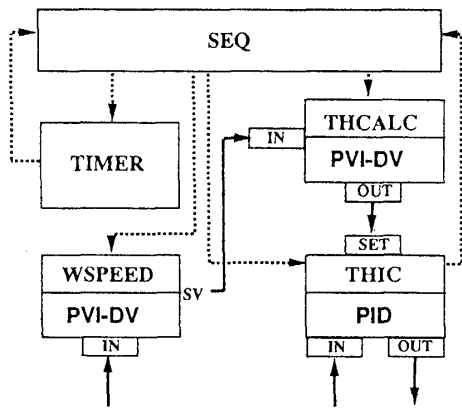 SEQ
THCALC
IN
PVI-DV
TIMER
OUT
SET
WSPEED
SV
THIC
PVI-DV
PID
IN
IN
OUT